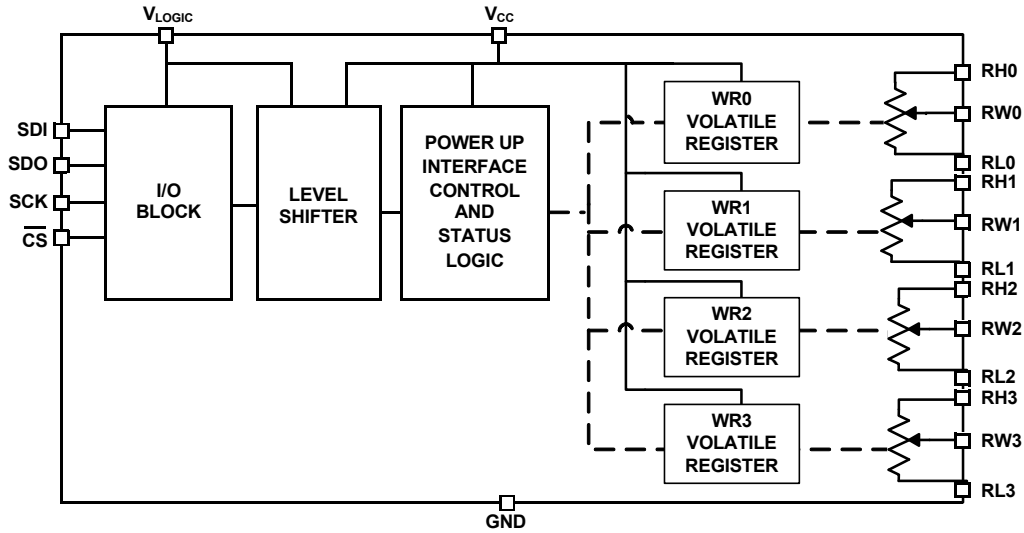 VLOGIC
VCC
SDI
SDO
SCK
CS
I/O
BLOCK
LEVEL
SHIFTER
POWER UP
INTERFACE
CONTROL
AND
STATUS
LOGIC
WR0
VOLATILE
REGISTER
WR1
VOLATILE
REGISTER
WR2
VOLATILE
REGISTER
WR3
VOLATILE
REGISTER
RH0
RW0
RL0
RH1
RW1
RL1
RH2
RW2
RL2
RH3
RW3
RL3
GND